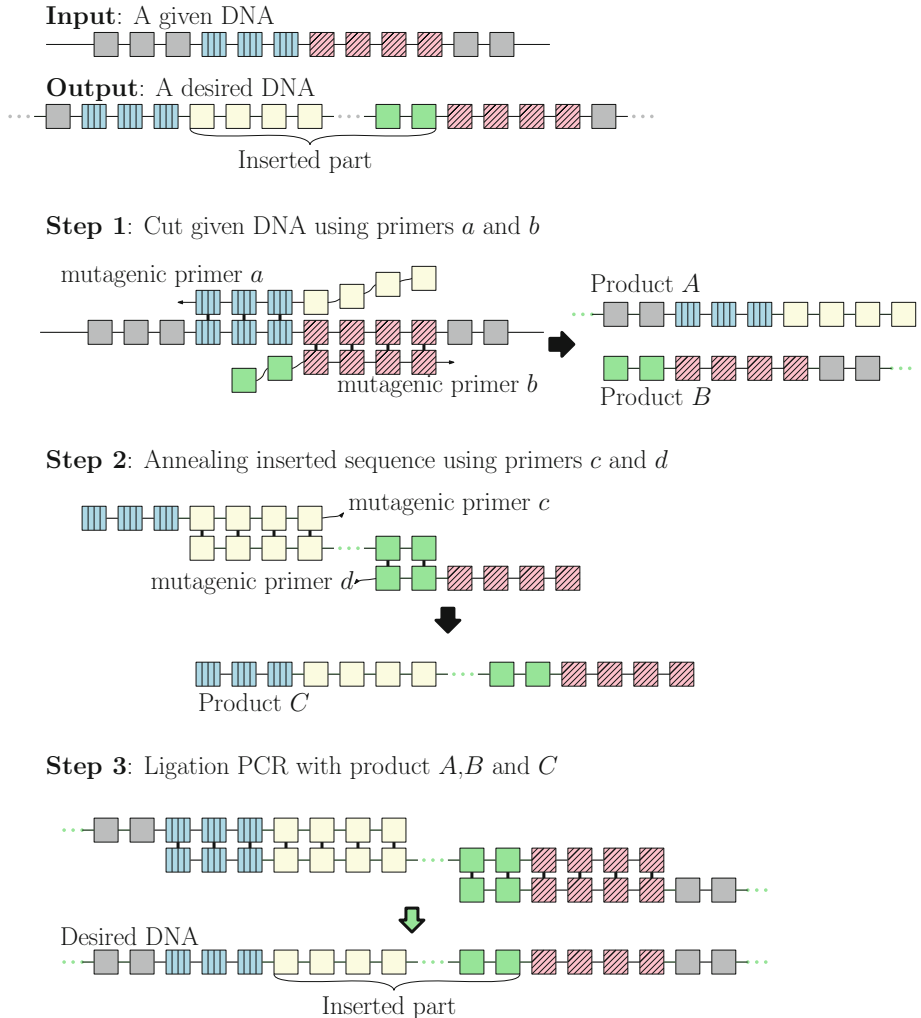 Input: A given DNA
Output: A desired DNA
Inserted part
Step 1: Cut given DNA using primers a and b
mutagenic primer a
Product A
mutagenic primer b
Product B
Step 2: Annealing inserted sequence using primers c and d
mutagenic primer c
mutagenic primer d
Product C
Step 3: Ligation PCR with product A,B and C
Desired DNA
Inserted part